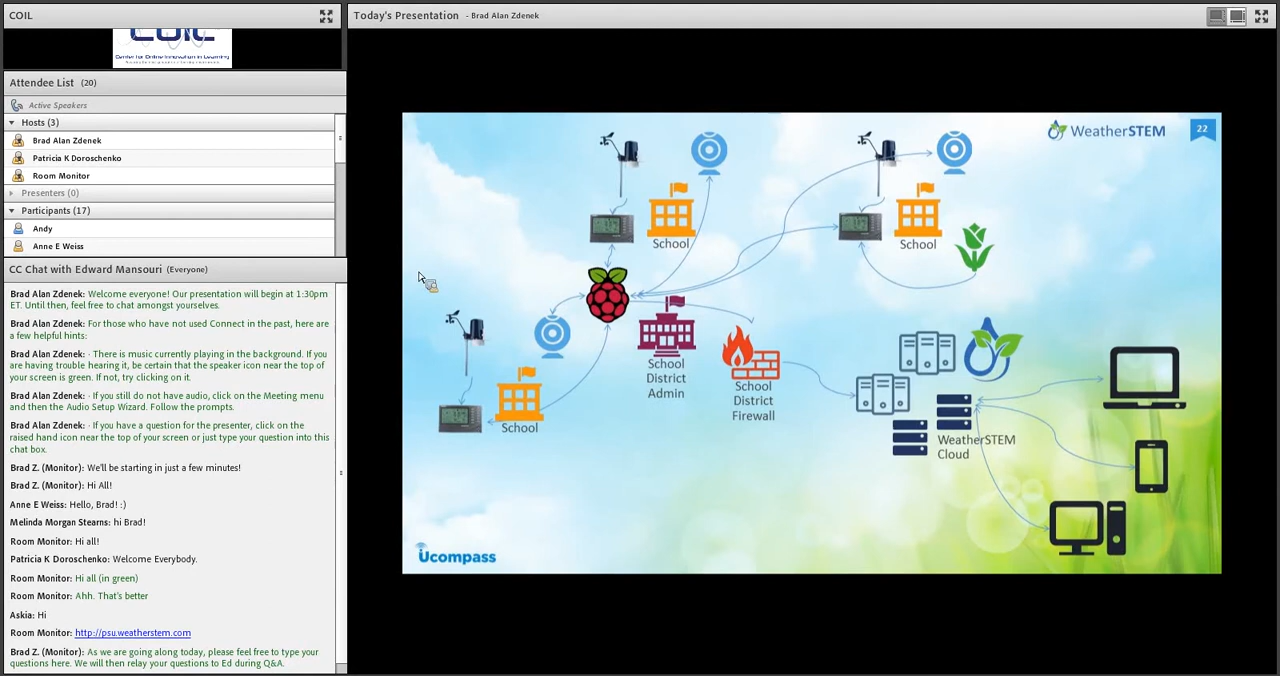 COIL
Center for Online Innovation in Learning
Attendee List (20)
Active Speakers
Hosts (3)
Brad Alan Zdenek
Patricia K Doroschenko
Room Monitor
Presenters (0)
Participants (17)
Andy
Anne E Weiss
CC Chat with Edward Mansouri (Everyone)
Brad Alan Zdenek: Welcome everyone! Our presentation will begin at 1:30pm
ET. Until then, feel free to chat amongst yourselves.
Brad Alan Zdenek: For those who have not used Connect in the past, here are
a few helpful hints:
Brad Alan Zdenek: - There is music currently playing in the background. If you
are having trouble hearing it, be certain that the speaker icon near the top of
your screen is green. If not, try clicking on it.
Brad Alan Zdenek: - If you still do not have audio, click on the Meeting menu
and then the Audio Setup Wizard. Follow the prompts.
Brad Alan Zdenek: - If you have a question for the presenter, click on the
raised hand icon near the top of your screen or just type your question into this
chat box.
Brad Z. (Monitor): We'll be starting in just a few minutes!
Brad Z. (Monitor): Hi All!
Anne E Weiss: Hello, Brad! :)
Melinda Morgan Stearns: hi Brad!
Room Monitor: Hi all!
Patricia K Doroschenko: Welcome Everybody.
Room Monitor: Hi all (in green)
Room Monitor: Ahh. That's better
Askia: Hi
Room Monitor: http://psu.weatherstem.com
Brad Z. (Monitor): As we are going along today, please feel free to type your
questions here. We will then relay your questions to Ed during Q&A.
Today's Presentation - Brad Alan Zdenek
WeatherSTEM
22
School
School
School
School
District
Admin
School
District
Firewall
WeatherSTEM
Cloud
Ucompass